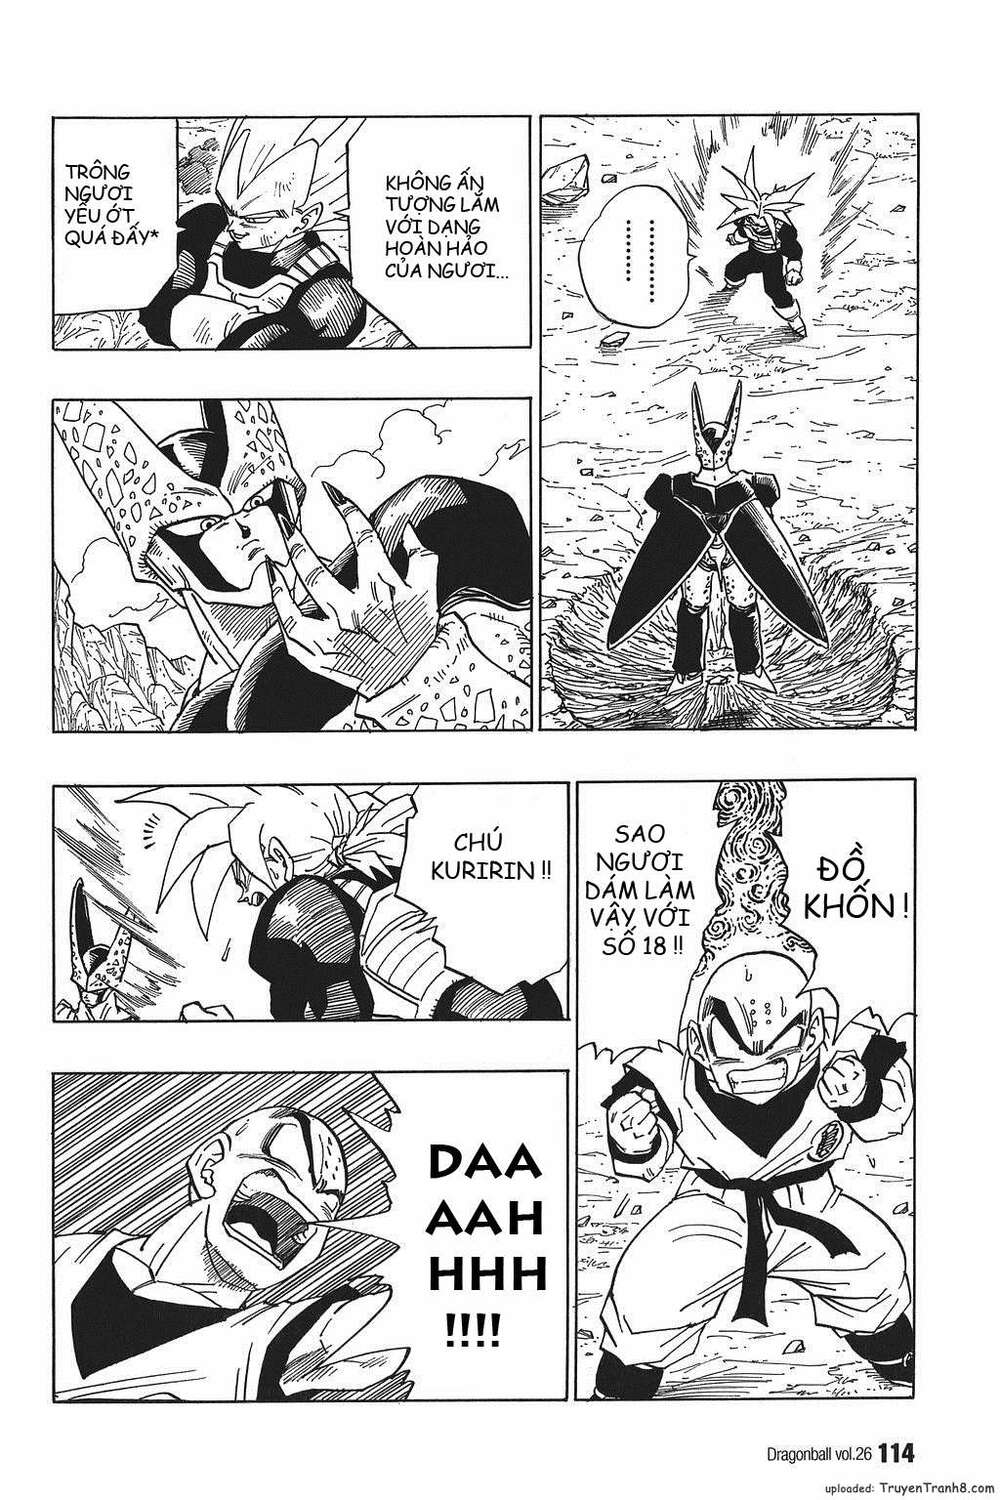 .........
.........
KHÔNG ẤN
TƯỢNG LẮM
VỚI DẠNG
HOÀN HẢO
CỦA NGƯƠI...
TRÔNG
NGƯƠI
YẾU ỚT
QUÁ ĐẤY*
ĐỒ
KHỐN !
SAO
NGƯƠI
DÁM LÀM
VẬY VỚI
SỐ 18 !!
CHÚ
KURIRIN !!
DAA
AAH
HHH
!!!!
Dragonball vol.26 114
uploaded: TruyenTranh8.com